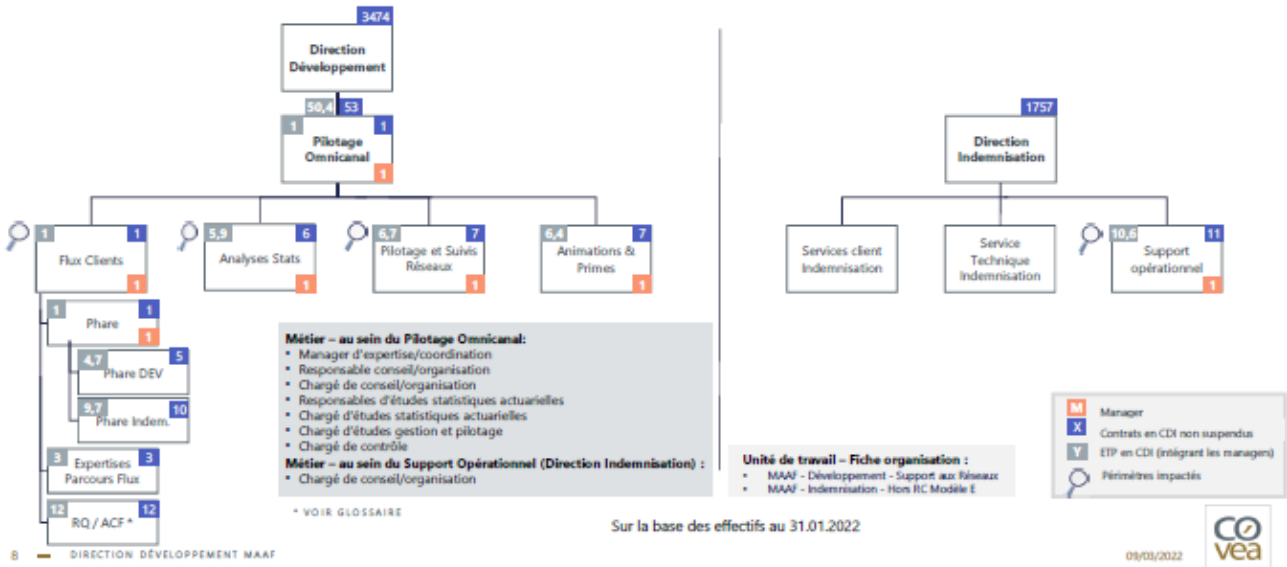 3474
Direction
Développement
50,4 53
1 1
Pilotage
Omnicanal
1
1757
Direction
Indemnisation
1 1
Flux Clients
1
5,9 6
Analyses Stats
1
6,7 7
Pilotage et Suivis
Réseaux
1
6,4 7
Animations &
Primes
1
Services client
Indemnisation
Service
Technique
Indemnisation
10,6 11
Support
opérationnel
1
1 1
Phare
1
4,7 5
Phare DEV
9,7 10
Phare Indem.
3 3
Expertises
Parcours Flux
12 12
RQ / ACF *
Métier – au sein du Pilotage Omnicanal:
▪ Manager d'expertise/coordination
▪ Responsable conseil/organisation
▪ Chargé de conseil/organisation
▪ Responsables d'études statistiques actuarielles
▪ Chargé d'études statistiques actuarielles
▪ Chargé d'études gestion et pilotage
▪ Chargé de contrôle
Métier – au sein du Support Opérationnel (Direction Indemnisation) :
▪ Chargé de conseil/organisation
* VOIR GLOSSAIRE
Unité de travail – Fiche organisation :
• MAAF - Développement - Support aux Réseaux
• MAAF - Indemnisation - Hors RC Modèle E
M Manager
X Contrats en CDI non suspendus
Y ETP en CDI (intégrant les managers)
Périmètres impactés
Sur la base des effectifs au 31.01.2022
8 — DIRECTION DÉVELOPPEMENT MAAF
09/03/2022
covea